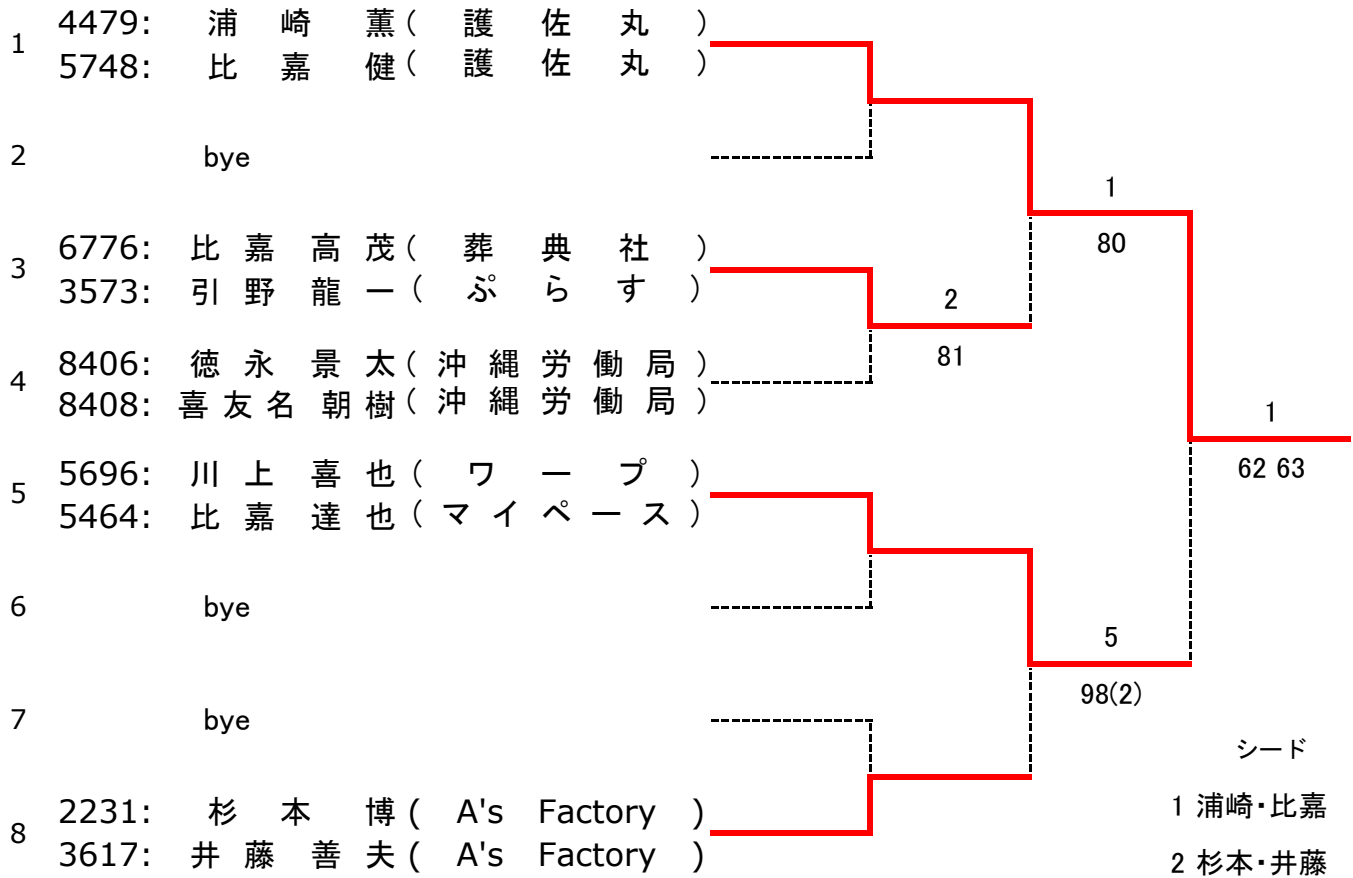 1
4479: 浦崎 薫(護佐丸)
5748: 比嘉 健(護佐丸)
2 bye
1
80
3
6776: 比嘉 高茂(葬典社)
3573: 引野 龍一(ぷらす)
2
81
4
8406: 徳永 景太(沖縄労働局)
8408: 喜友名 朝樹(沖縄労働局)
1
62 63
5
5696: 川上 喜也(ワープ)
5464: 比嘉 達也(マイペース)
6 bye
5
98(2)
7 bye
シード
1 浦崎・比嘉
2 杉本・井藤
8
2231: 杉本 博(A's Factory)
3617: 井藤 善夫(A's Factory)